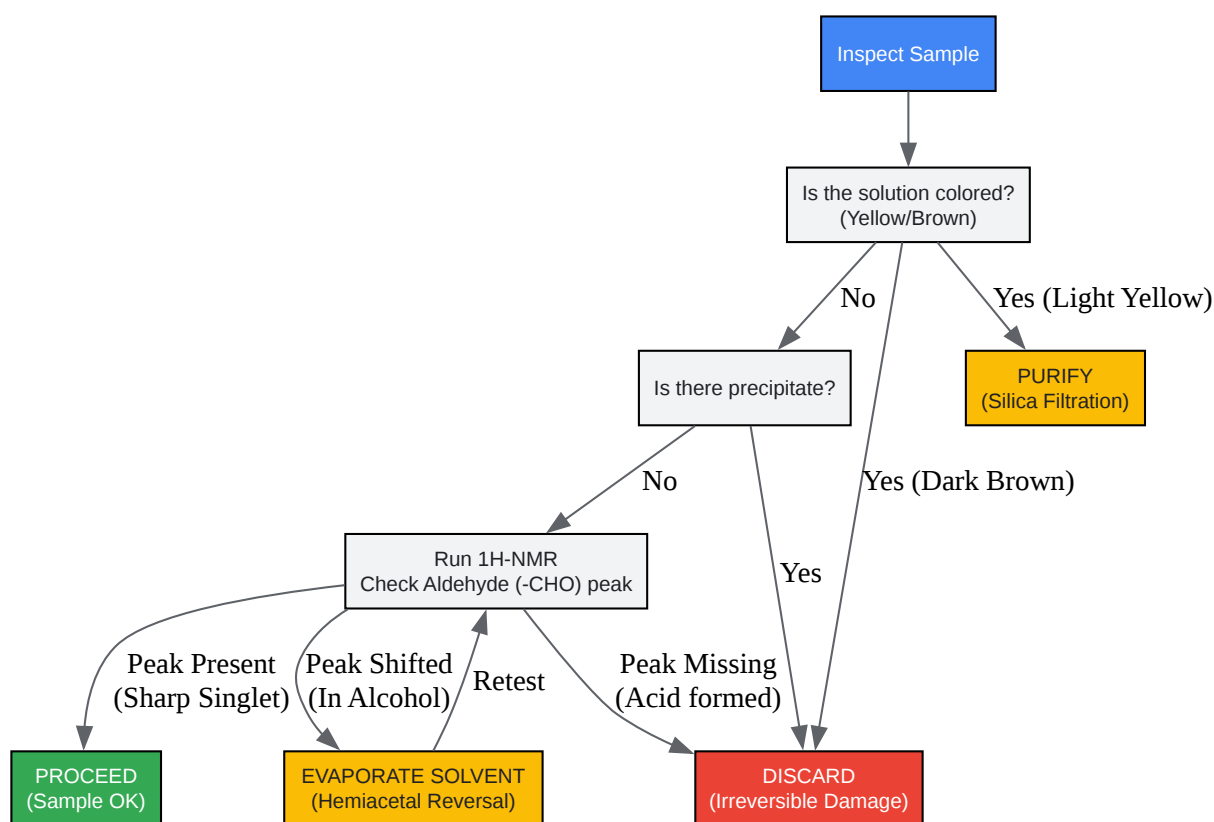 Inspect Sample
Is the solution colored?
(Yellow/Brown)
No
Yes (Light Yellow)
Is there precipitate?
PURIFY
(Silica Filtration)
No
Yes (Dark Brown)
Run 1H-NMR
Check Aldehyde (-CHO) peak
Yes
Peak Present
(Sharp Singlet)
Peak Shifted
(In Alcohol)
Retest
Peak Missing
(Acid formed)
PROCEED
(Sample OK)
EVAPORATE SOLVENT
(Hemiacetal Reversal)
DISCARD
(Irreversible Damage)